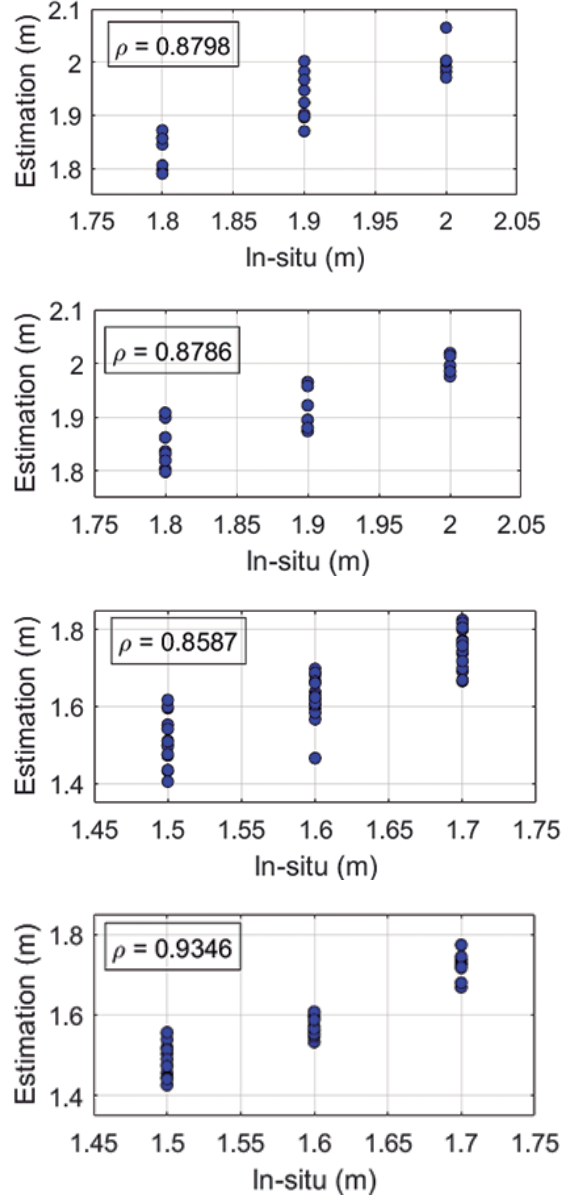 2.1
ρ = 0.8798
2
1.9
1.8
Estimation (m)
1.75 1.8 1.85 1.9 1.95 2 2.05
In-situ (m)
2.1
ρ = 0.8786
2
1.9
1.8
Estimation (m)
1.75 1.8 1.85 1.9 1.95 2 2.05
In-situ (m)
1.8
ρ = 0.8587
1.6
1.4
Estimation (m)
1.45 1.5 1.55 1.6 1.65 1.7 1.75
In-situ (m)
1.8
ρ = 0.9346
1.6
1.4
Estimation (m)
1.45 1.5 1.55 1.6 1.65 1.7 1.75
In-situ (m)